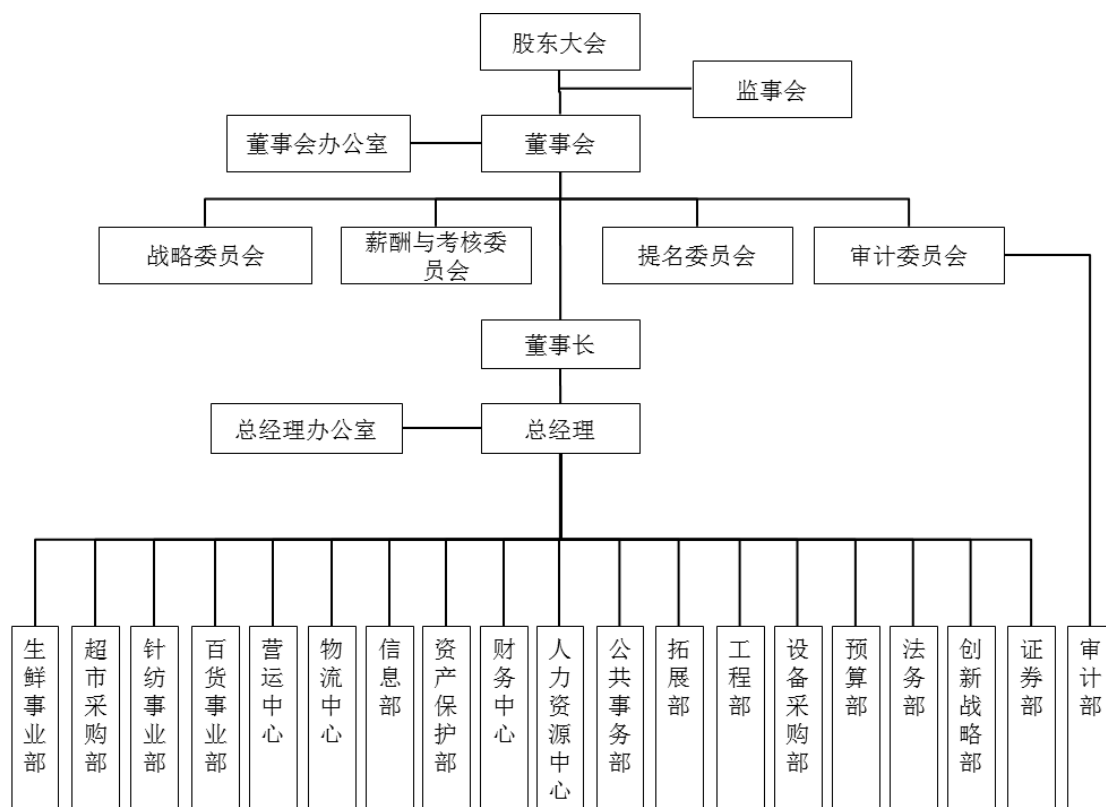 股东大会
监事会
董事会办公室
董事会
战略委员会
薪酬与考核委
员会
提名委员会
审计委员会
董事长
总经理办公室
总经理
生鲜事业部
超市采购部
针纺事业部
百货事业部
营运中心
物流中心
信息部
资产保护部
财务中心
人力资源中心
公共事务部
拓展部
工程部
设备采购部
预算部
法务部
创新战略部
证券部
审计部